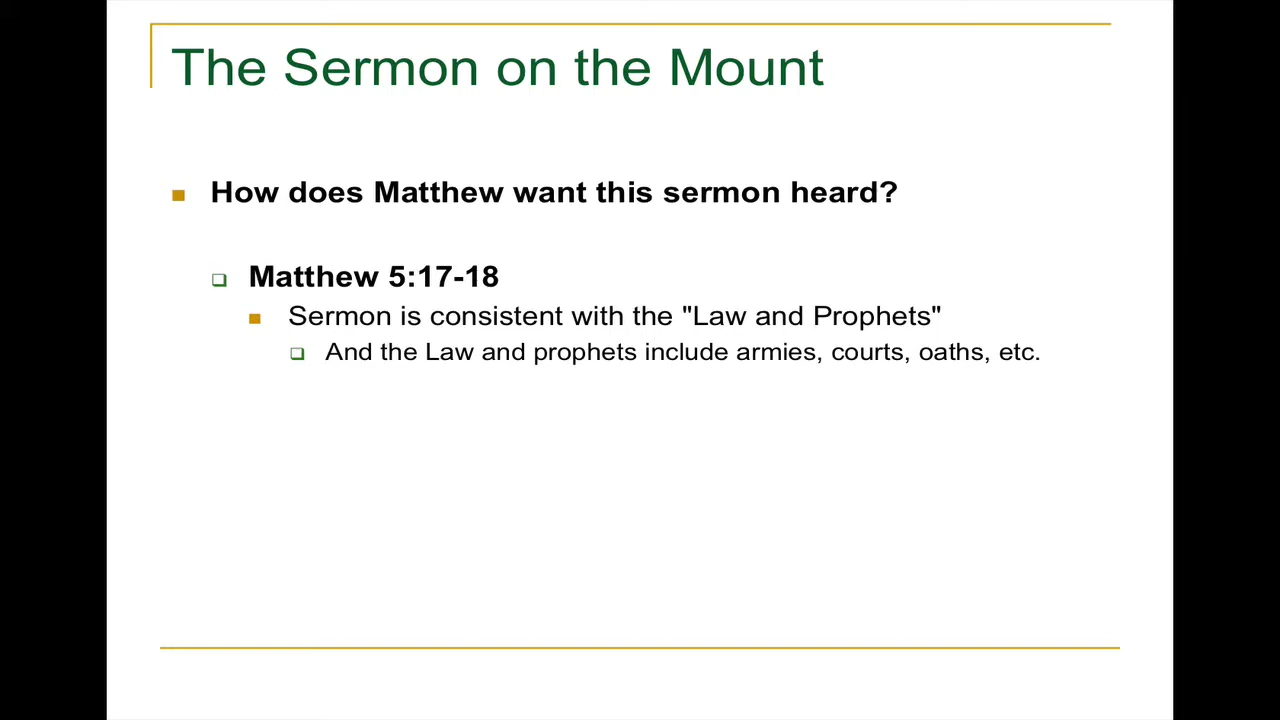 The Sermon on the Mount
How does Matthew want this sermon heard?
Matthew 5:17-18
Sermon is consistent with the "Law and Prophets"
And the Law and prophets include armies, courts, oaths, etc.